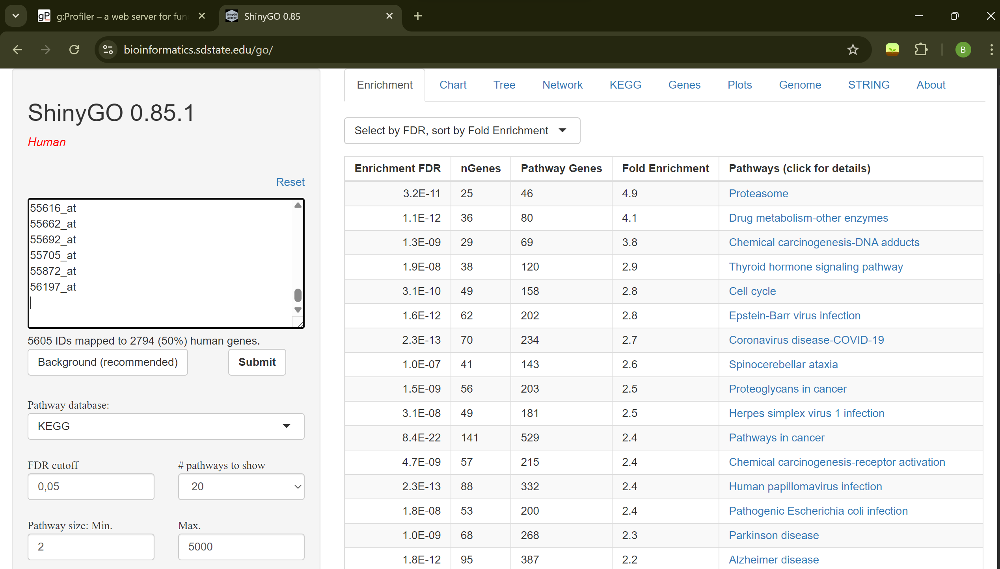 g:Profiler – a web server for fun
ShinyGO 0.85
bioinformatics.sdstate.edu/go/
B
ShinyGO 0.85.1
Human
Reset
55616_at
55662_at
55692_at
55705_at
55872_at
56197_at
5605 IDs mapped to 2794 (50%) human genes.
Background (recommended) Submit
Pathway database:
KEGG
FDR cutoff # pathways to show
0,05 20
Pathway size: Min. Max.
2 5000
Enrichment Chart Tree Network KEGG Genes Plots Genome STRING About
Select by FDR, sort by Fold Enrichment
Enrichment FDR nGenes Pathway Genes Fold Enrichment Pathways (click for details)
3.2E-11 25 46 4.9 Proteasome
1.1E-12 36 80 4.1 Drug metabolism-other enzymes
1.3E-09 29 69 3.8 Chemical carcinogenesis-DNA adducts
1.9E-08 38 120 2.9 Thyroid hormone signaling pathway
3.1E-10 49 158 2.8 Cell cycle
1.6E-12 62 202 2.8 Epstein-Barr virus infection
2.3E-13 70 234 2.7 Coronavirus disease-COVID-19
1.0E-07 41 143 2.6 Spinocerebellar ataxia
1.5E-09 56 203 2.5 Proteoglycans in cancer
3.1E-08 49 181 2.5 Herpes simplex virus 1 infection
8.4E-22 141 529 2.4 Pathways in cancer
4.7E-09 57 215 2.4 Chemical carcinogenesis-receptor activation
2.3E-13 88 332 2.4 Human papillomavirus infection
1.8E-08 53 200 2.4 Pathogenic Escherichia coli infection
1.0E-09 68 268 2.3 Parkinson disease
1.8E-12 95 387 2.2 Alzheimer disease